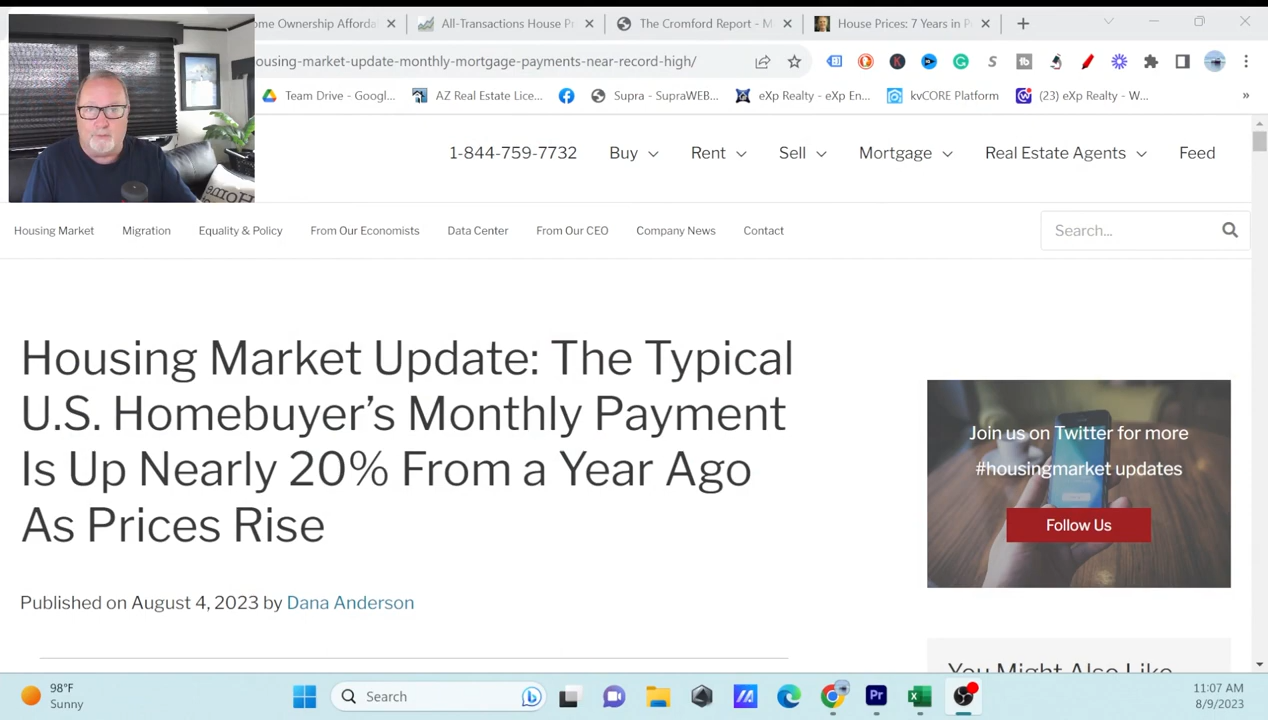 ome Ownership Afforda
All-Transactions House P
The Cromford Report - M
House Prices: 7 Years in P
ousing-market-update-monthly-mortgage-payments-near-record-high/
Team Drive - Googl...
AZ Real Estate Lice...
Supra - SupraWEB...
eXp Realty - eXp En...
kvCORE Platform
(23) eXp Realty - W...
»
1-844-759-7732
Buy
Rent
Sell
Mortgage
Real Estate Agents
Feed
Housing Market
Migration
Equality & Policy
From Our Economists
Data Center
From Our CEO
Company News
Contact
Search...
Housing Market Update: The Typical
U.S. Homebuyer's Monthly Payment
Is Up Nearly 20% From a Year Ago
As Prices Rise
Published on August 4, 2023 by Dana Anderson
Join us on Twitter for more
#housingmarket updates
Follow Us
You Might Also Like
98°F
Sunny
Search
Pr
11:07 AM
8/9/2023